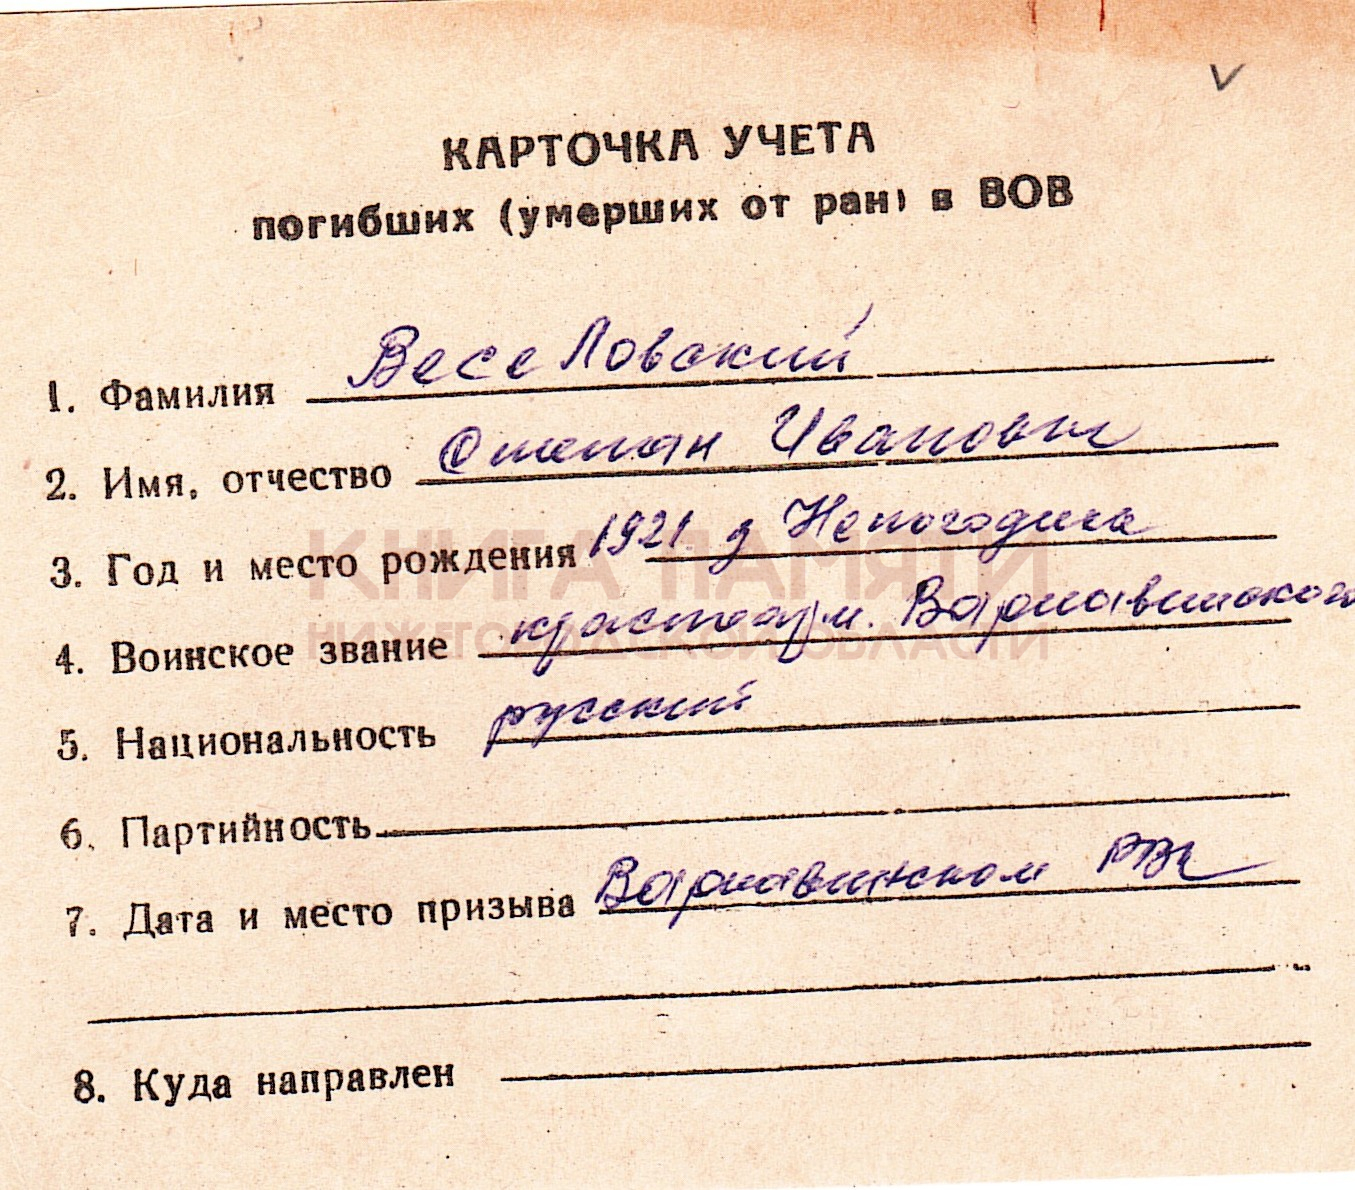 КАРТОЧКА УЧЕТА
погибших (умерших от ран) в ВОВ
1. Фамилия Веселовский
2. Имя, отчество Степан Иванович
3. Год и место рождения 1921 д Непогодиха
КНИГА ПАМЯТИ
4. Воинское звание красноарм. Варнавинского
НИЖЕГОРОДСКОЙ ОБЛАСТИ
5. Национальность русский
6. Партийность
7. Дата и место призыва Варнавинском РВК
8. Куда направлен